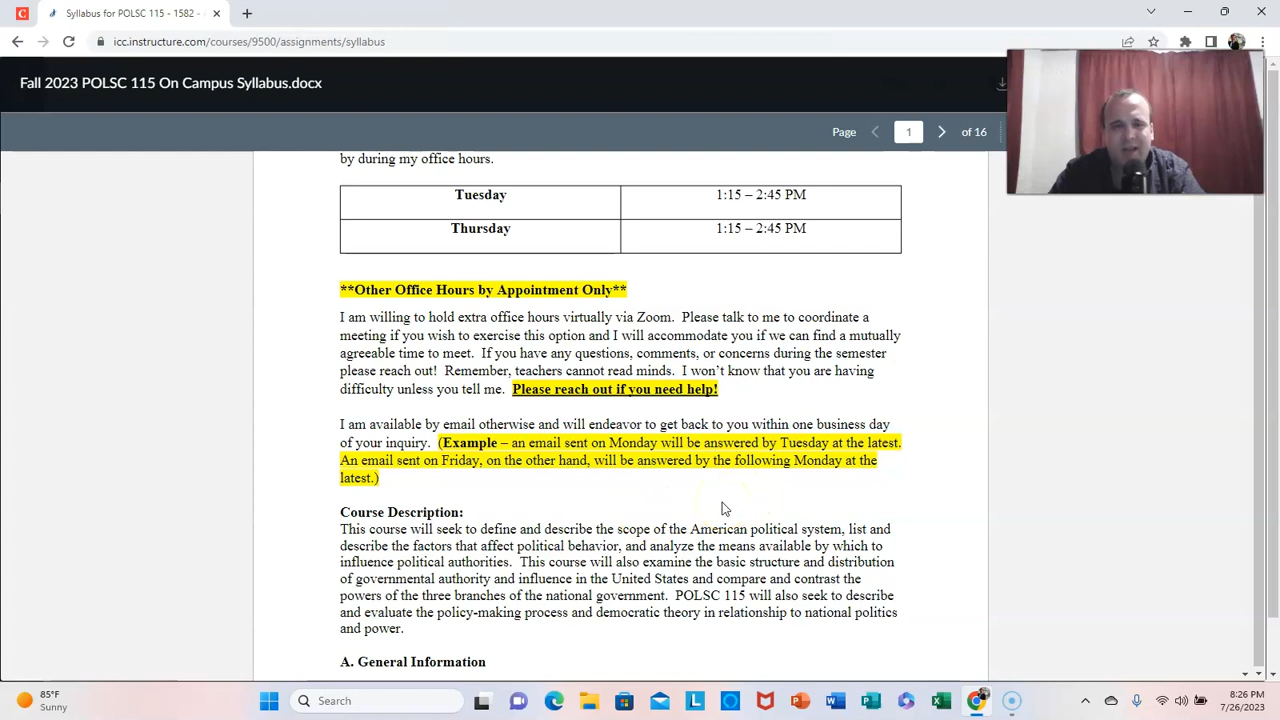 Syllabus for POLSC 115 - 1582 -
icc.instructure.com/courses/9500/assignments/syllabus
Fall 2023 POLSC 115 On Campus Syllabus.docx
Page 1 of 16
by during my office hours.
Tuesday 1:15 – 2:45 PM
Thursday 1:15 – 2:45 PM
**Other Office Hours by Appointment Only**
I am willing to hold extra office hours virtually via Zoom. Please talk to me to coordinate a
meeting if you wish to exercise this option and I will accommodate you if we can find a mutually
agreeable time to meet. If you have any questions, comments, or concerns during the semester
please reach out! Remember, teachers cannot read minds. I won't know that you are having
difficulty unless you tell me. Please reach out if you need help!
I am available by email otherwise and will endeavor to get back to you within one business day
of your inquiry. (Example – an email sent on Monday will be answered by Tuesday at the latest.
An email sent on Friday, on the other hand, will be answered by the following Monday at the
latest.)
Course Description:
This course will seek to define and describe the scope of the American political system, list and
describe the factors that affect political behavior, and analyze the means available by which to
influence political authorities. This course will also examine the basic structure and distribution
of governmental authority and influence in the United States and compare and contrast the
powers of the three branches of the national government. POLSC 115 will also seek to describe
and evaluate the policy-making process and democratic theory in relationship to national politics
and power.
A. General Information
85°F
Sunny
Search
8:26 PM
7/26/2023